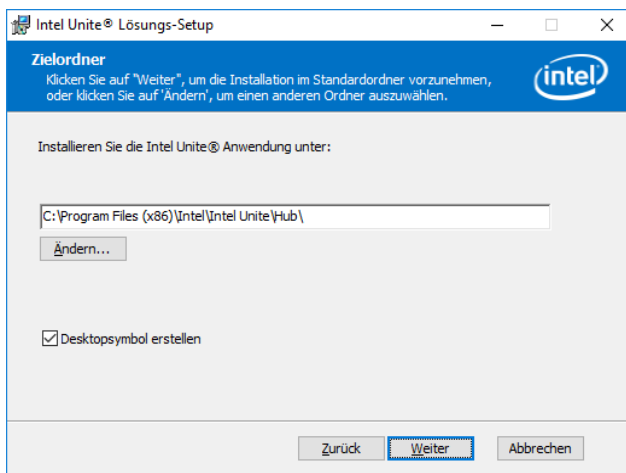 Intel Unite® Lösungs-Setup
Zielordner
Klicken Sie auf "Weiter", um die Installation im Standardordner vorzunehmen,
oder klicken Sie auf 'Ändern', um einen anderen Ordner auszuwählen.
intel
Installieren Sie die Intel Unite® Anwendung unter:
C:\Program Files (x86)\Intel\Intel Unite\Hub\
Ändern...
Desktopsymbol erstellen
Zurück Weiter Abbrechen